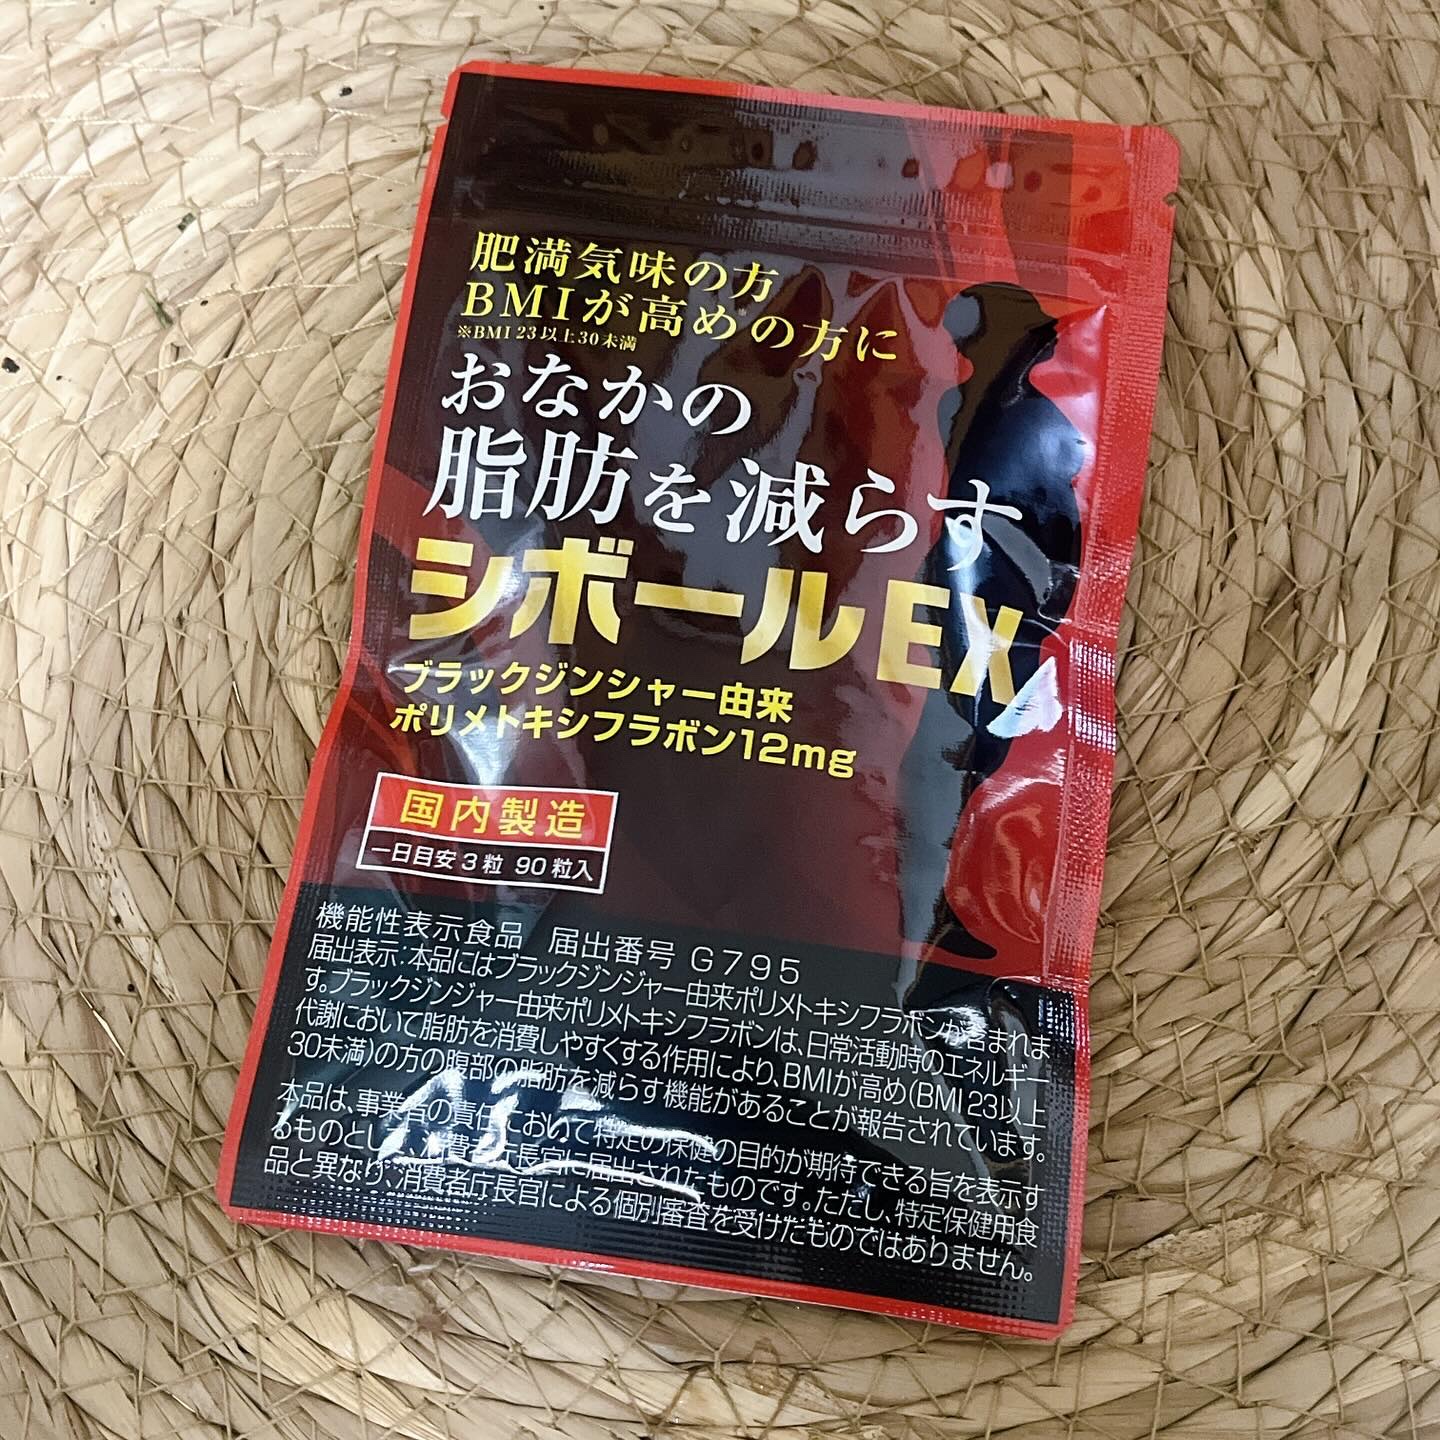 肥満気味の方
BMIが高めの方に
※BMI 23以上30未満
おなかの
脂肪を減らす
シボールEX
ブラックジンジャー由来
ポリメトキシフラボン12mg
国内製造
一日目安3粒 90粒入
機能性表示食品 届出番号 G795
届出表示:本品にはブラックジンジャー由来ポリメトキシフラボンが含まれま
す。ブラックジンジャー由来ポリメトキシフラボンは、日常活動時のエネルギー
代謝において脂肪を消費しやすくする作用により、BMIが高め(BMI 23以上
30未満)の方の腹部の脂肪を減らす機能があることが報告されています。
本品は、事業者の責任において特定の保健の目的が期待できる旨を表示す
るものとして、消費者庁長官に届出されたものです。ただし、特定保健用食
品と異なり、消費者庁長官による個別審査を受けたものではありません。